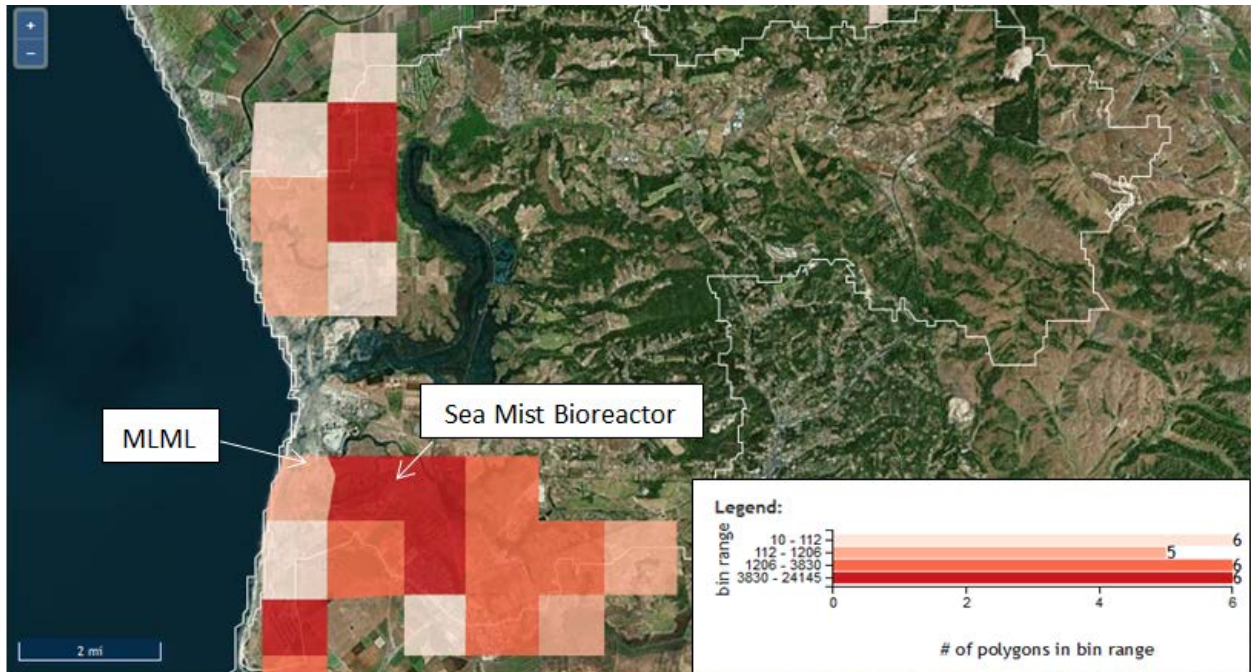 +
−
MLML
Sea Mist Bioreactor
2 mi
Legend:
bin range
10 - 112
6
112 - 1206
5
1206 - 3830
6
3830 - 24145
6
0
2
4
6
# of polygons in bin range